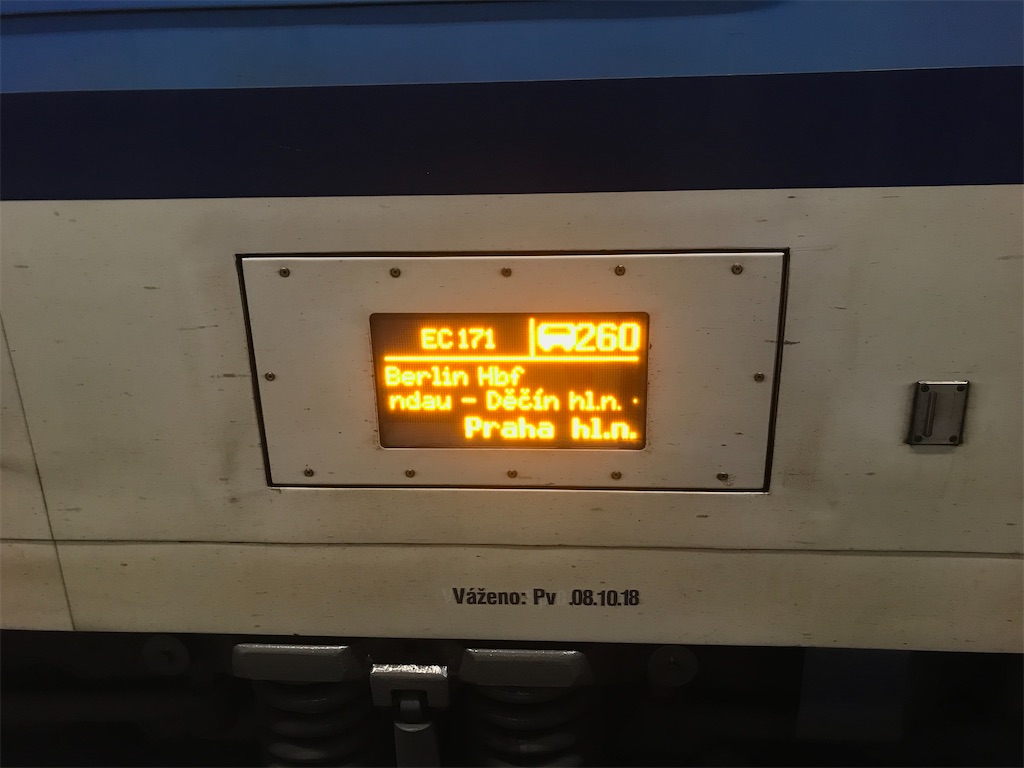 EC 171 260
Berlin Hbf
ndau - Děčín hl.n. ·
Praha hl.n.
Váženo: Pv .08.10.18